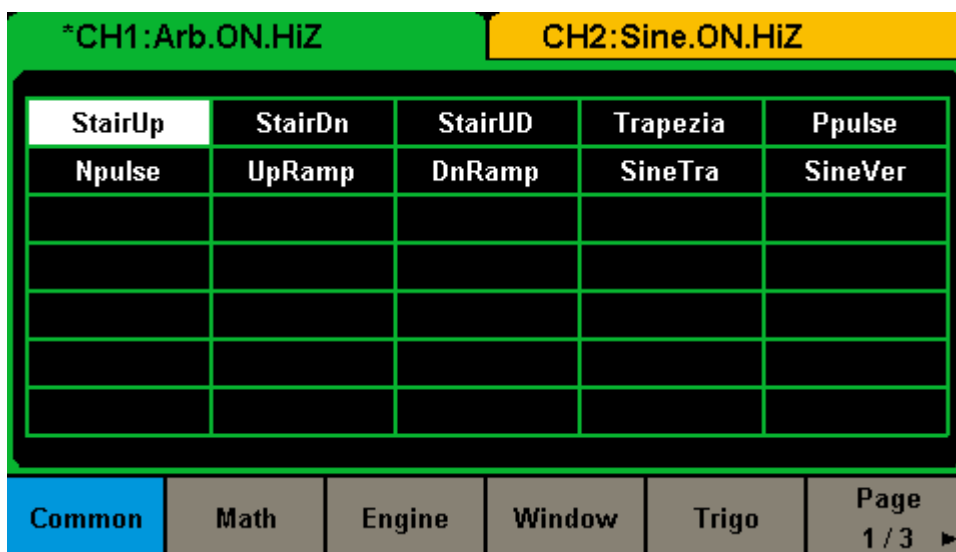 *CH1:Arb.ON.HiZ CH2:Sine.ON.HiZ
StairUp StairDn StairUD Trapezia Ppulse
Npulse UpRamp DnRamp SineTra SineVer
Common Math Engine Window Trigo Page
1 / 3 ►